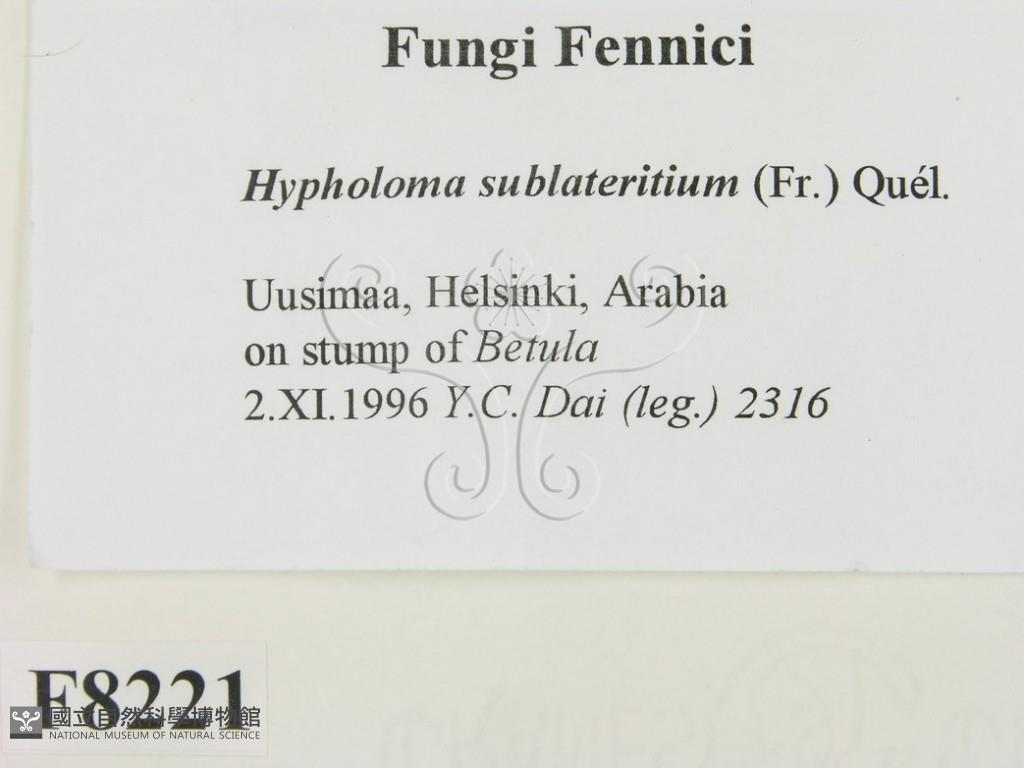 Fungi Fennici
Hypholoma sublateritium (Fr.) Quél.
Uusimaa, Helsinki, Arabia
on stump of Betula
2.XI.1996 Y.C. Dai (leg.) 2316
F8221
國立自然科學博物館
NATIONAL MUSEUM OF NATURAL SCIENCE